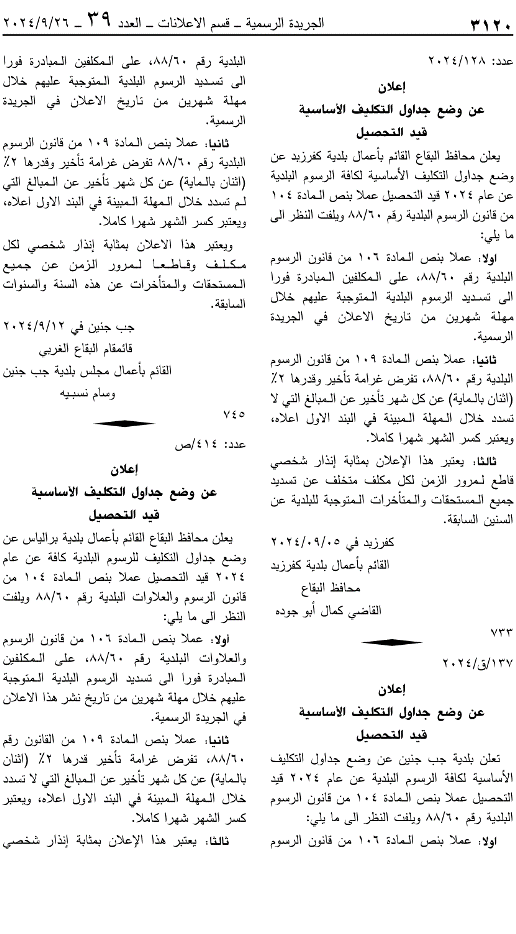 ٣١٢٠
الجريدة الرسمية – قسم الاعلانات – العدد ٣٩ – ٢٠٢٤/٩/٢٦
عدد: ٢٠٢٤/١٢٨
إعلان
عن وضع جداول التكليف الأساسية
قيد التحصيل
يعلن محافظ البقاع القائم بأعمال بلدية كفرزبد عن
وضع جداول التكليف الأساسية لكافة الرسوم البلدية
عن عام ٢٠٢٤ قيد التحصيل عملا بنص المادة ١٠٤
من قانون الرسوم البلدية رقم ٨٨/٦٠ ويلفت النظر الى
ما يلي:
اولا: عملا بنص المادة ١٠٦ من قانون الرسوم
البلدية رقم ٨٨/٦٠، على المكلفين المبادرة فورا
الى تسديد الرسوم البلدية المتوجبة عليهم خلال
مهلة شهرين من تاريخ الاعلان في الجريدة
الرسمية.
ثانيا: عملا بنص المادة ١٠٩ من قانون الرسوم
البلدية رقم ٨٨/٦٠، تفرض غرامة تأخير وقدرها ٢٪
(اثنان بالماية) عن كل شهر تأخير عن المبالغ التي لا
تسدد خلال المهلة المبينة في البند الاول اعلاه،
ويعتبر كسر الشهر شهرا كاملا.
ثالثا: يعتبر هذا الإعلان بمثابة إنذار شخصي
قاطع لمرور الزمن لكل مكلف متخلف عن تسديد
جميع المستحقات والمتأخرات المتوجبة للبلدية عن
السنين السابقة.
كفرزبد في ٢٠٢٤/٠٩/٠٥
القائم بأعمال بلدية كفرزبد
محافظ البقاع
القاضي كمال أبو جوده
٧٣٣
١٣٧/ق/٢٠٢٤
إعلان
عن وضع جداول التكليف الأساسية
قيد التحصيل
تعلن بلدية جب جنين عن وضع جداول التكليف
الأساسية لكافة الرسوم البلدية عن عام ٢٠٢٤ قيد
التحصيل عملا بنص المادة ١٠٤ من قانون الرسوم
البلدية رقم ٨٨/٦٠ ويلفت النظر الى ما يلي:
اولا: عملا بنص المادة ١٠٦ من قانون الرسوم
البلدية رقم ٨٨/٦٠، على المكلفين المبادرة فورا
الى تسديد الرسوم البلدية المتوجبة عليهم خلال
مهلة شهرين من تاريخ الاعلان في الجريدة
الرسمية.
ثانيا: عملا بنص المادة ١٠٩ من قانون الرسوم
البلدية رقم ٨٨/٦٠ تفرض غرامة تأخير وقدرها ٢٪
(اثنان بالماية) عن كل شهر تأخير عن المبالغ التي
لم تسدد خلال المهلة المبينة في البند الاول اعلاه،
ويعتبر كسر الشهر شهرا كاملا.
ويعتبر هذا الاعلان بمثابة إنذار شخصي لكل
مكلف وقاطعا لمرور الزمن عن جميع
المستحقات والمتأخرات عن هذه السنة والسنوات
السابقة.
جب جنين في ٢٠٢٤/٩/١٢
قائمقام البقاع الغربي
القائم بأعمال مجلس بلدية جب جنين
وسام نسبيه
٧٤٥
عدد: ٤١٤/ص
إعلان
عن وضع جداول التكليف الأساسية
قيد التحصيل
يعلن محافظ البقاع القائم بأعمال بلدية برالياس عن
وضع جداول التكليف للرسوم البلدية كافة عن عام
٢٠٢٤ قيد التحصيل عملا بنص المادة ١٠٤ من
قانون الرسوم والعلاوات البلدية رقم ٨٨/٦٠ ويلفت
النظر الى ما يلي:
اولا: عملا بنص المادة ١٠٦ من قانون الرسوم
والعلاوات البلدية رقم ٨٨/٦٠، على المكلفين
المبادرة فورا الى تسديد الرسوم البلدية المتوجبة
عليهم خلال مهلة شهرين من تاريخ نشر هذا الاعلان
في الجريدة الرسمية.
ثانيا: عملا بنص المادة ١٠٩ من القانون رقم
٨٨/٦٠، تفرض غرامة تأخير قدرها ٢٪ (اثنان
بالماية) عن كل شهر تأخير عن المبالغ التي لا تسدد
خلال المهلة المبينة في البند الاول اعلاه، ويعتبر
كسر الشهر شهرا كاملا.
ثالثا: يعتبر هذا الإعلان بمثابة إنذار شخصي